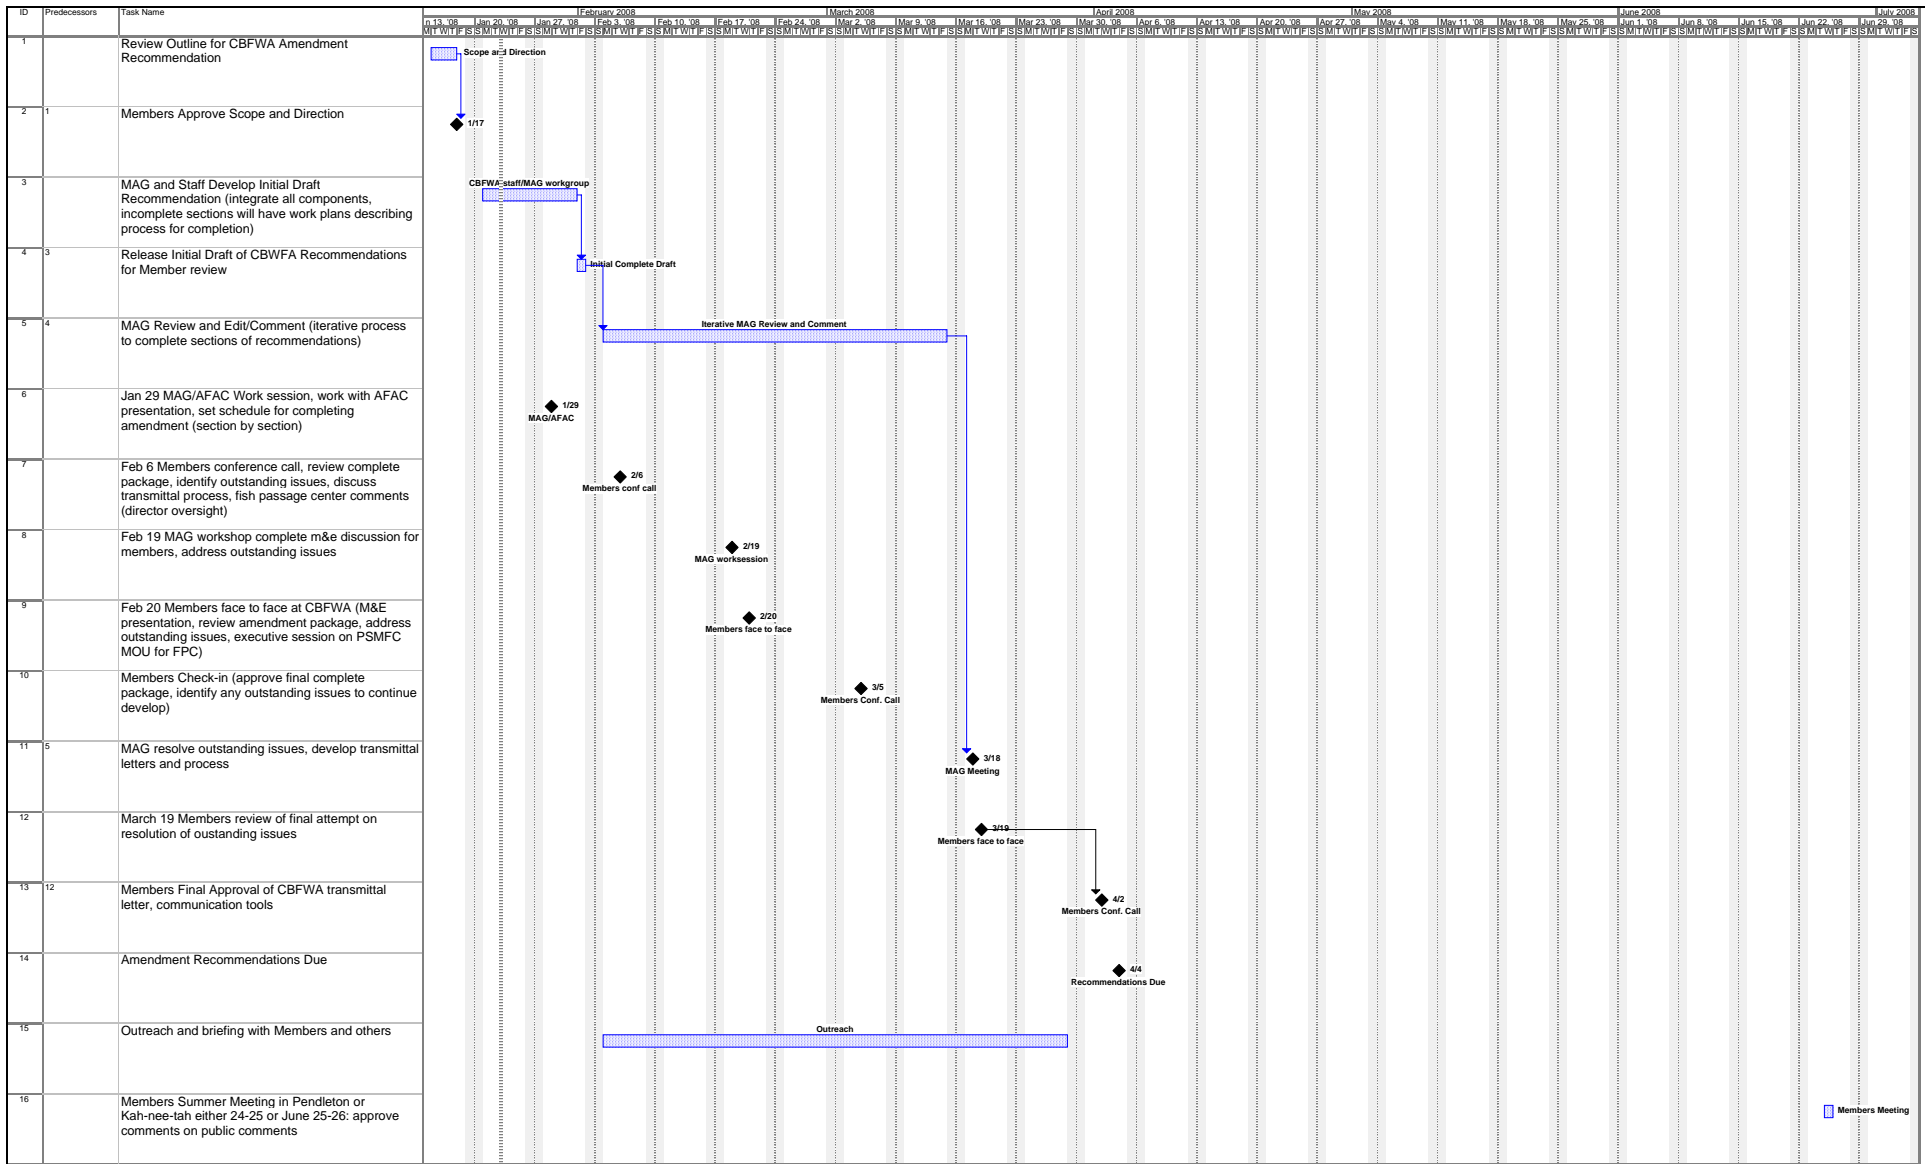 ID Predecessors Task Name
February 2008 March 2008 April 2008 May 2008 June 2008 July 2008
n 13, '08 Jan 20, '08 Jan 27, '08 Feb 3, '08 Feb 10, '08 Feb 17, '08 Feb 24, '08 Mar 2, '08 Mar 9, '08 Mar 16, '08 Mar 23, '08 Mar 30, '08 Apr 6, '08 Apr 13, '08 Apr 20, '08 Apr 27, '08 May 4, '08 May 11, '08 May 18, '08 May 25, '08 Jun 1, '08 Jun 8, '08 Jun 15, '08 Jun 22, '08 Jun 29, '08
M T W T F S S M T W T F S S M T W T F S S M T W T F S S M T W T F S S M T W T F S S M T W T F S S M T W T F S S M T W T F S S M T W T F S S M T W T F S S M T W T F S S M T W T F S S M T W T F S S M T W T F S S M T W T F S S M T W T F S S M T W T F S S M T W T F S S M T W T F S S M T W T F S S M T W T F S S M T W T F S S M T W T F S S M T W T F S
1 Review Outline for CBFWA Amendment
Recommendation
Scope and Direction
2 1 Members Approve Scope and Direction
1/17
3 MAG and Staff Develop Initial Draft
Recommendation (integrate all components,
incomplete sections will have work plans describing
process for completion)
CBFWA staff/MAG workgroup
4 3 Release Initial Draft of CBWFA Recommendations
for Member review
Initial Complete Draft
5 4 MAG Review and Edit/Comment (iterative process
to complete sections of recommendations)
Iterative MAG Review and Comment
6 Jan 29 MAG/AFAC Work session, work with AFAC
presentation, set schedule for completing
amendment (section by section)
1/29
MAG/AFAC
7 Feb 6 Members conference call, review complete
package, identify outstanding issues, discuss
transmittal process, fish passage center comments
(director oversight)
2/6
Members conf call
8 Feb 19 MAG workshop complete m&e discussion for
members, address outstanding issues
2/19
MAG worksession
9 Feb 20 Members face to face at CBFWA (M&E
presentation, review amendment package, address
outstanding issues, executive session on PSMFC
MOU for FPC)
2/20
Members face to face
10 Members Check-in (approve final complete
package, identify any outstanding issues to continue
develop)
3/5
Members Conf. Call
11 5 MAG resolve outstanding issues, develop transmittal
letters and process
3/18
MAG Meeting
12 March 19 Members review of final attempt on
resolution of oustanding issues
3/19
Members face to face
13 12 Members Final Approval of CBFWA transmittal
letter, communication tools
4/2
Members Conf. Call
14 Amendment Recommendations Due
4/4
Recommendations Due
15 Outreach and briefing with Members and others
Outreach
16 Members Summer Meeting in Pendleton or
Kah-nee-tah either 24-25 or June 25-26: approve
comments on public comments
Members Meeting